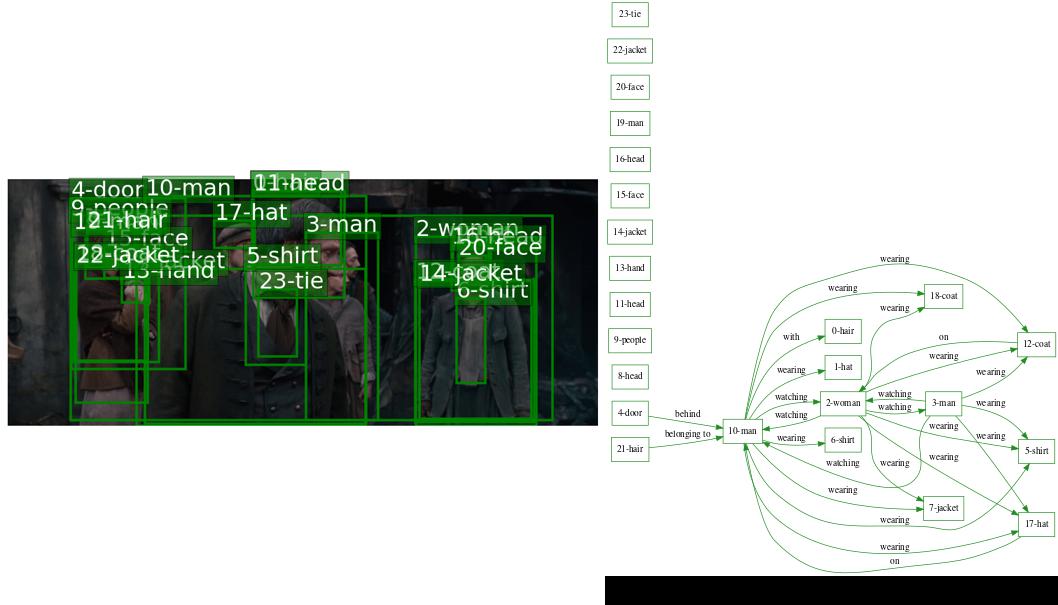 4-door
10-man
11-head
9-people
17-hat
21-hair
3-man
2-woman
15-face
20-face
22-jacket
5-shirt
13-hand
14-jacket
23-tie
6-shirt
23-tie
22-jacket
20-face
19-man
16-head
15-face
14-jacket
13-hand
11-head
9-people
8-head
4-door
21-hair
behind
belonging to
10-man
wearing
wearing
with
wearing
watching
watching
wearing
watching
wearing
wearing
wearing
on
0-hair
1-hat
2-woman
6-shirt
wearing
on
wearing
watching
watching
wearing
wearing
wearing
18-coat
3-man
7-jacket
wearing
wearing
wearing
12-coat
5-shirt
17-hat